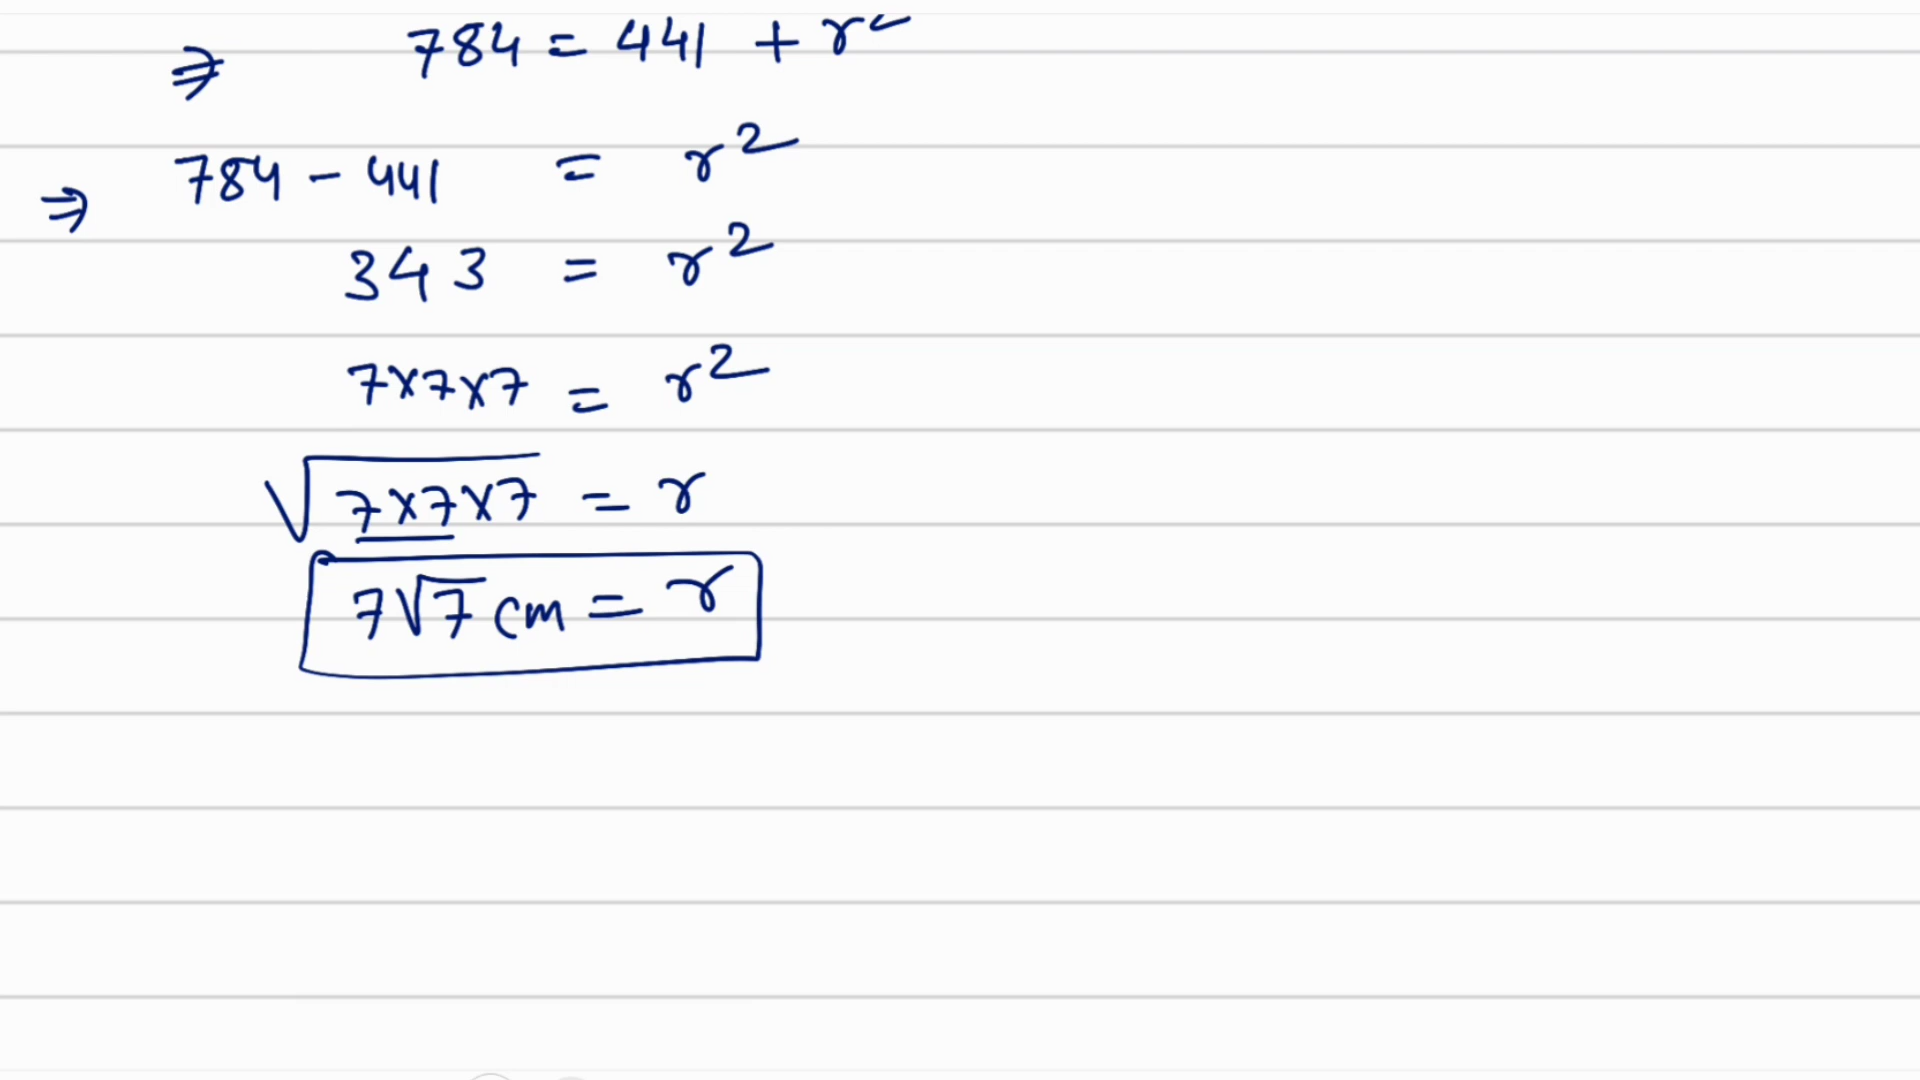 ⇒ 784 = 441 + r²
⇒ 784 - 441 = r²
343 = r²
7×7×7 = r²
√7×7×7 = r
7√7 cm = r